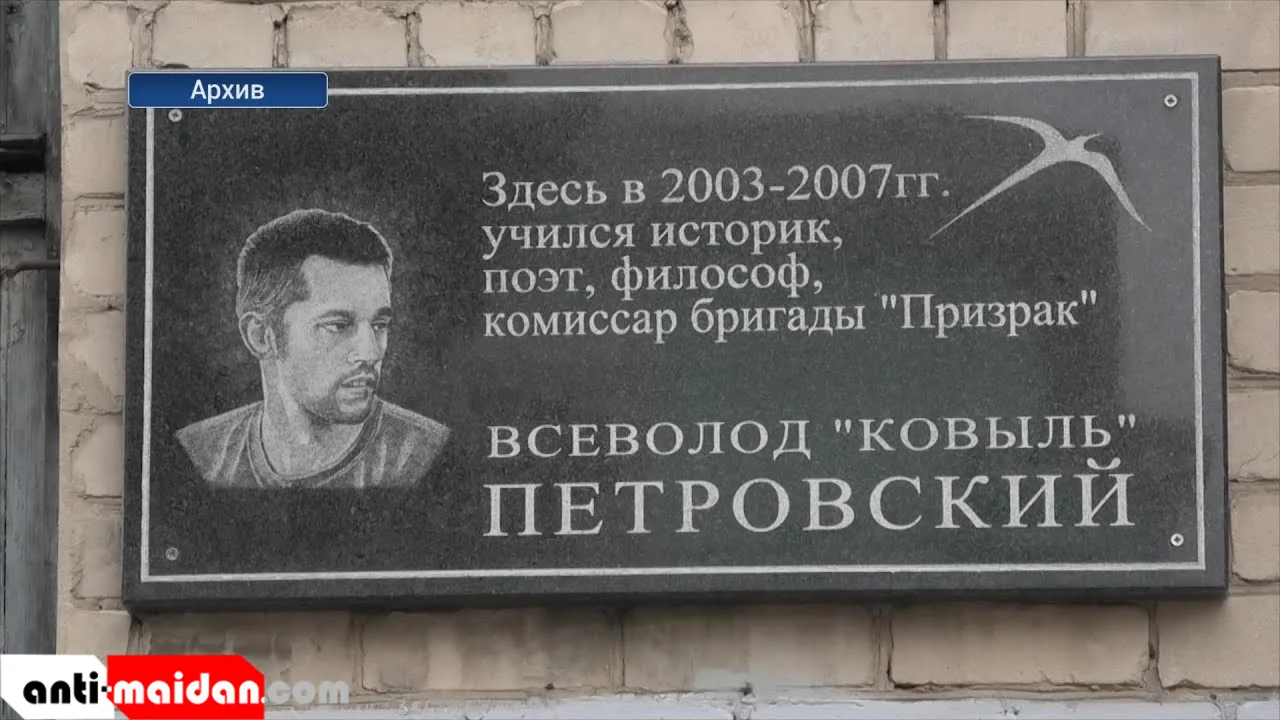 Архив
Здесь в 2003-2007гг.
учился историк,
поэт, философ,
комиссар бригады "Призрак"
ВСЕВОЛОД "КОВЫЛЬ"
ПЕТРОВСКИЙ
anti-maidan.com